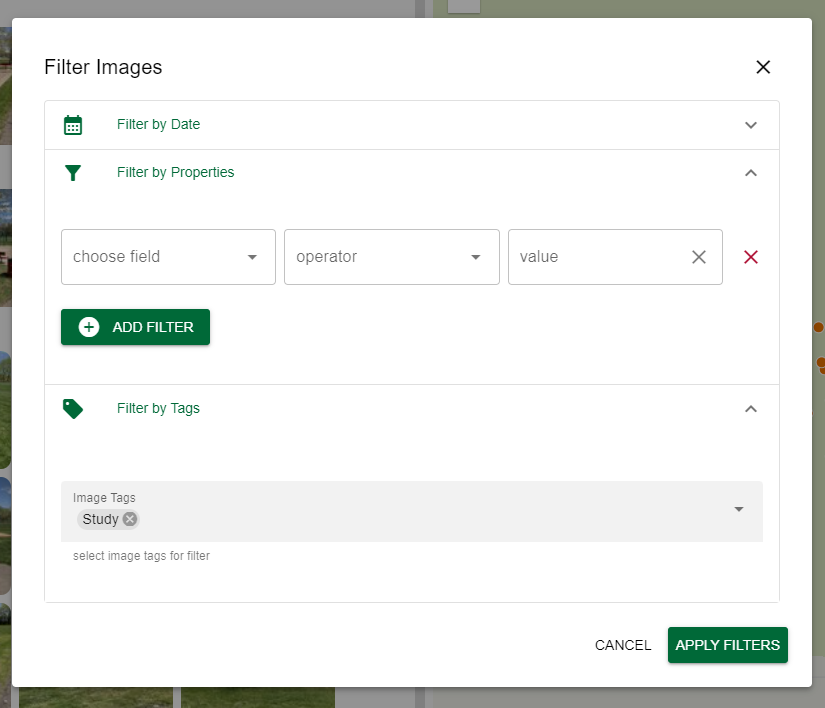 Filter Images
Filter by Date
Filter by Properties
choose field operator value
ADD FILTER
Filter by Tags
Image Tags
Study
select image tags for filter
CANCEL APPLY FILTERS